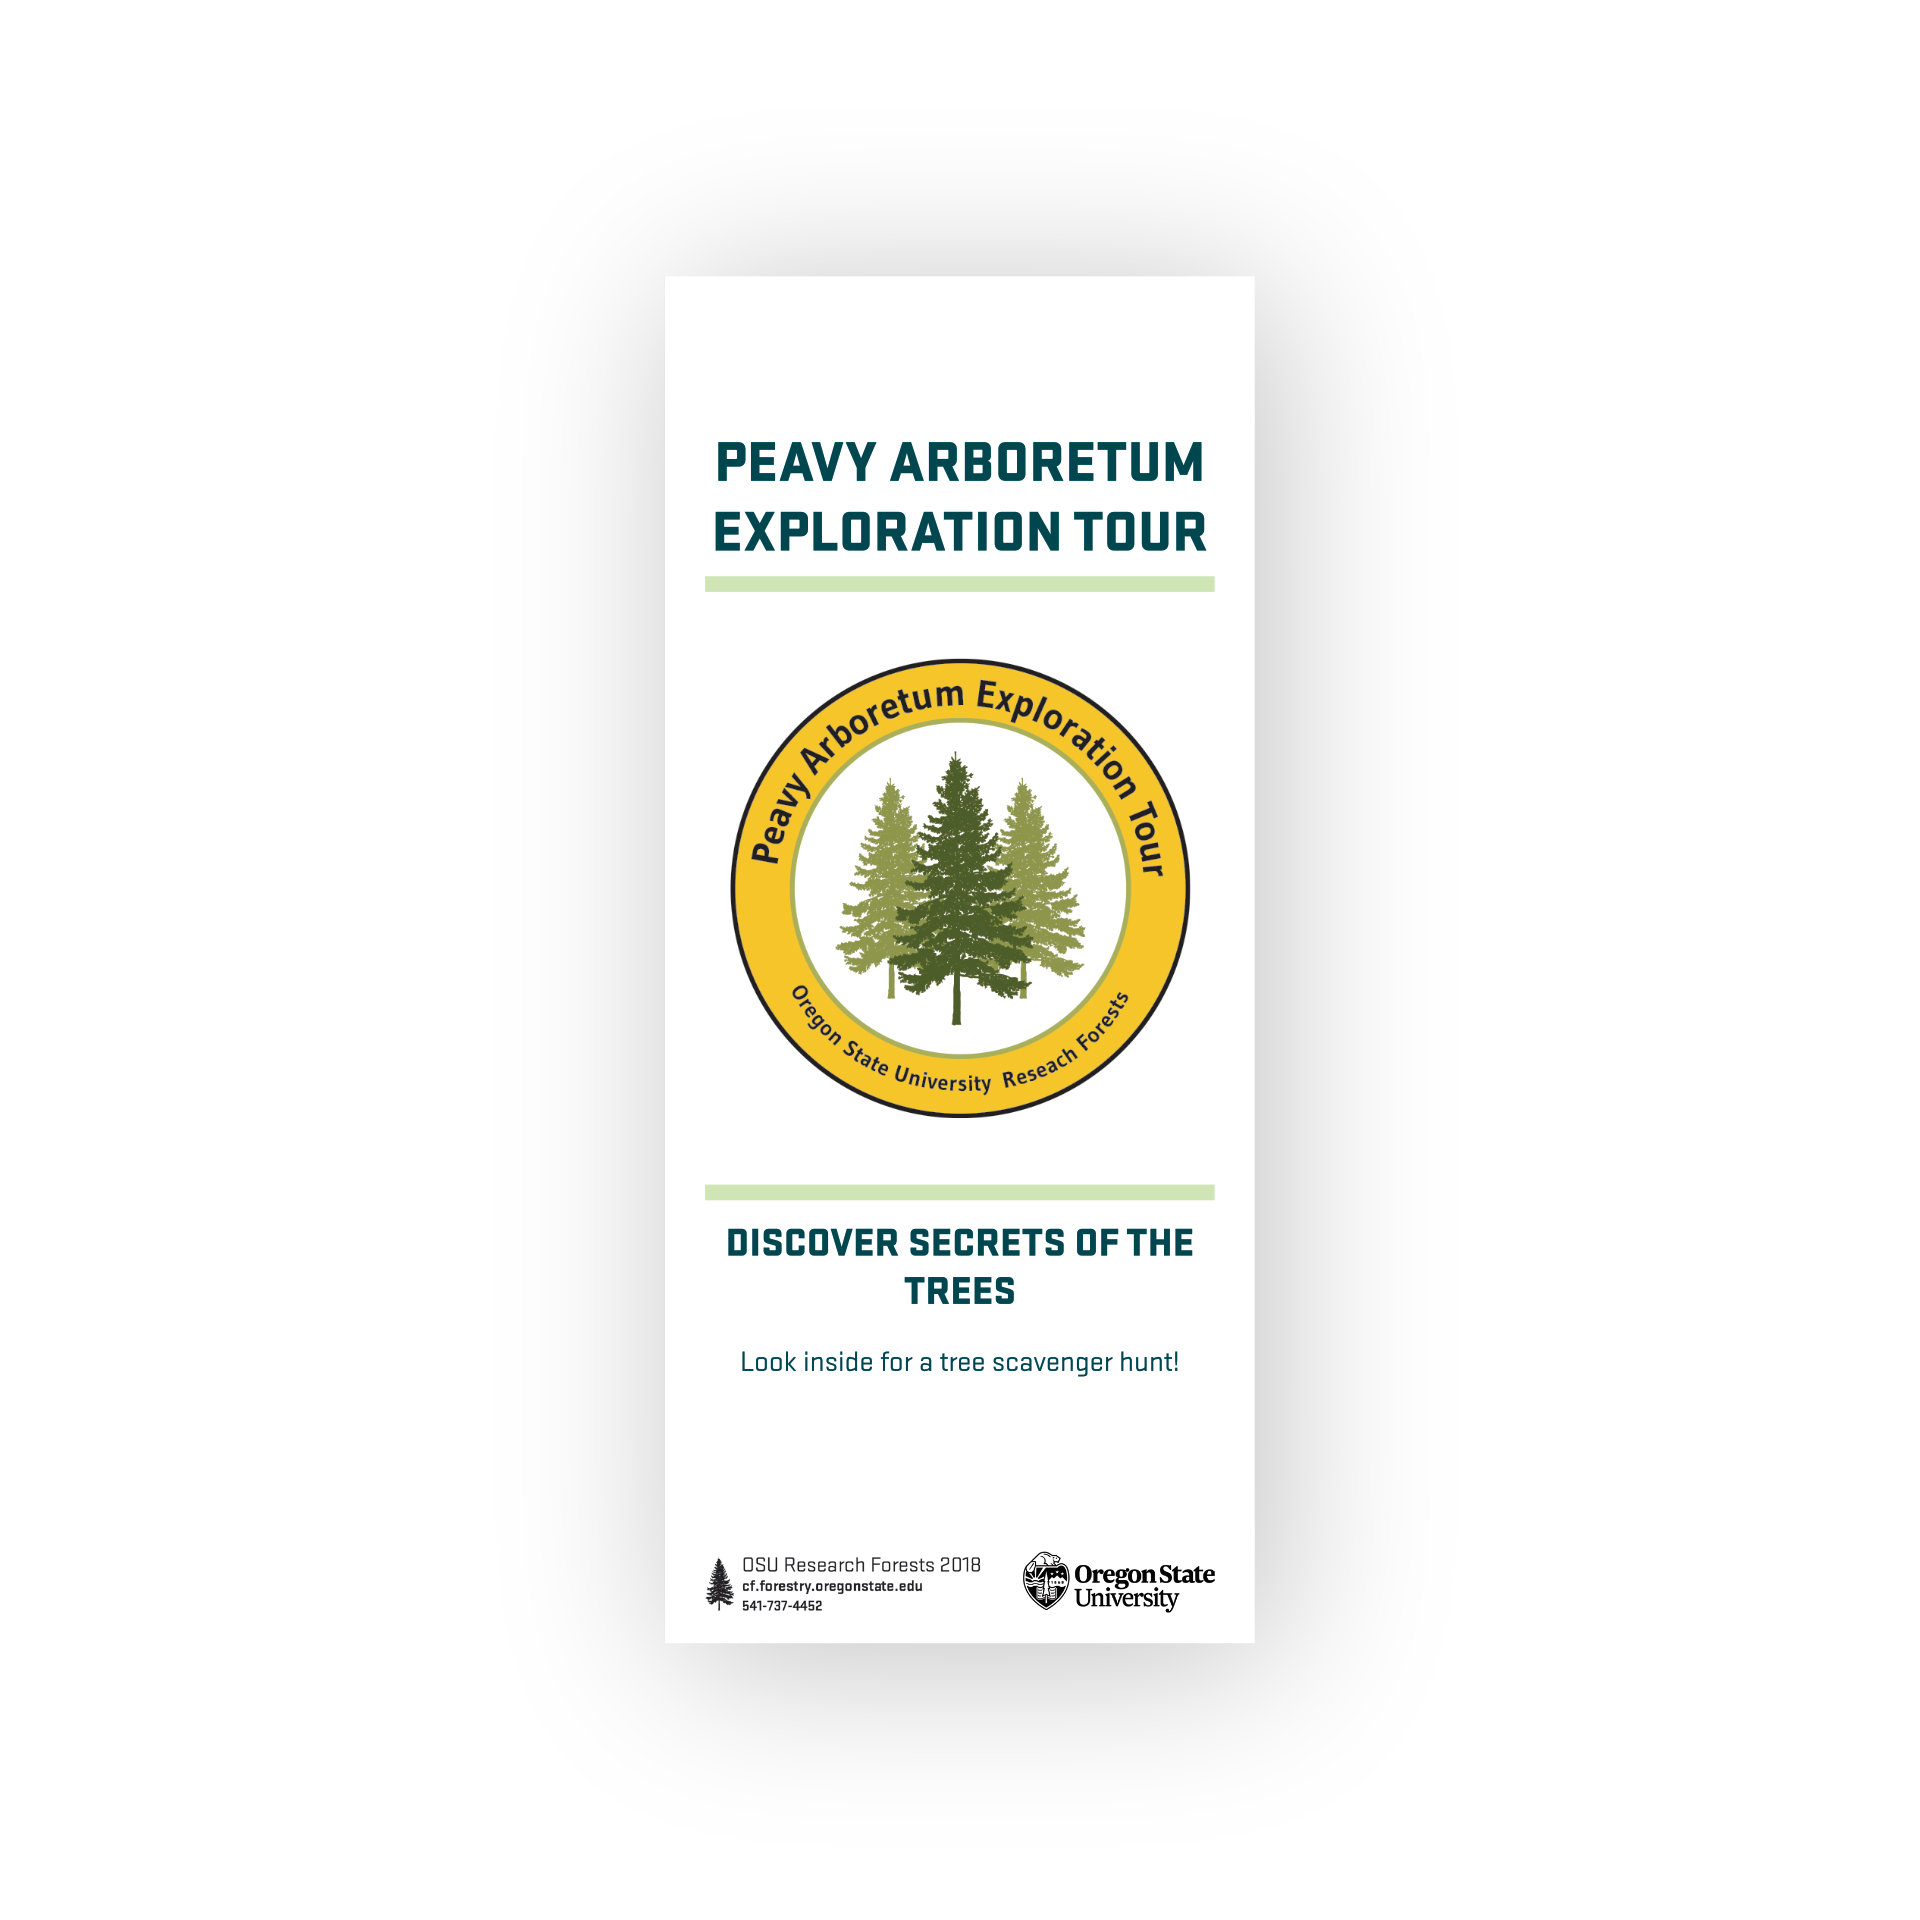 PEAVY ARBORETUM
EXPLORATION TOUR
Peavy Arboretum Exploration Tour
Oregon State University Reseach Forests
DISCOVER SECRETS OF THE
TREES
Look inside for a tree scavenger hunt!
OSU Research Forests 2018
cf.forestry.oregonstate.edu
541-737-4452
Oregon State
University